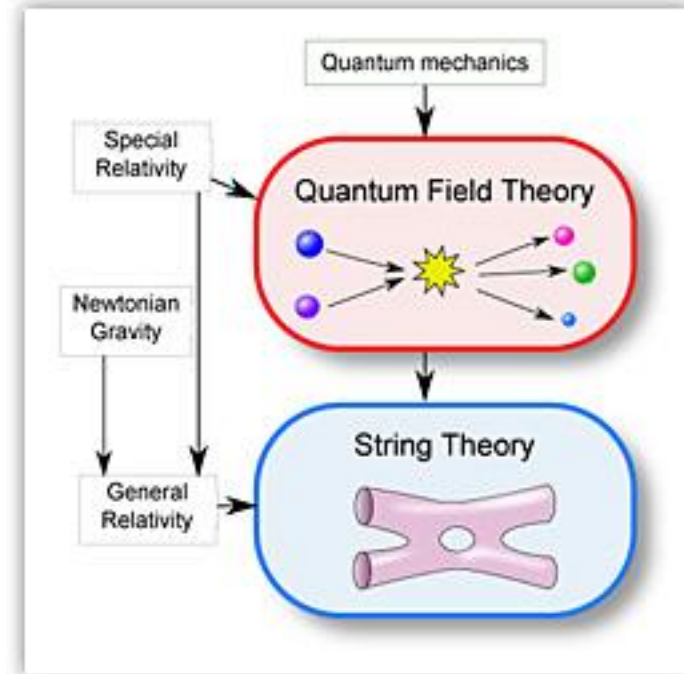 Quantum mechanics
Special
Relativity
Quantum Field Theory
Newtonian
Gravity
String Theory
General
Relativity